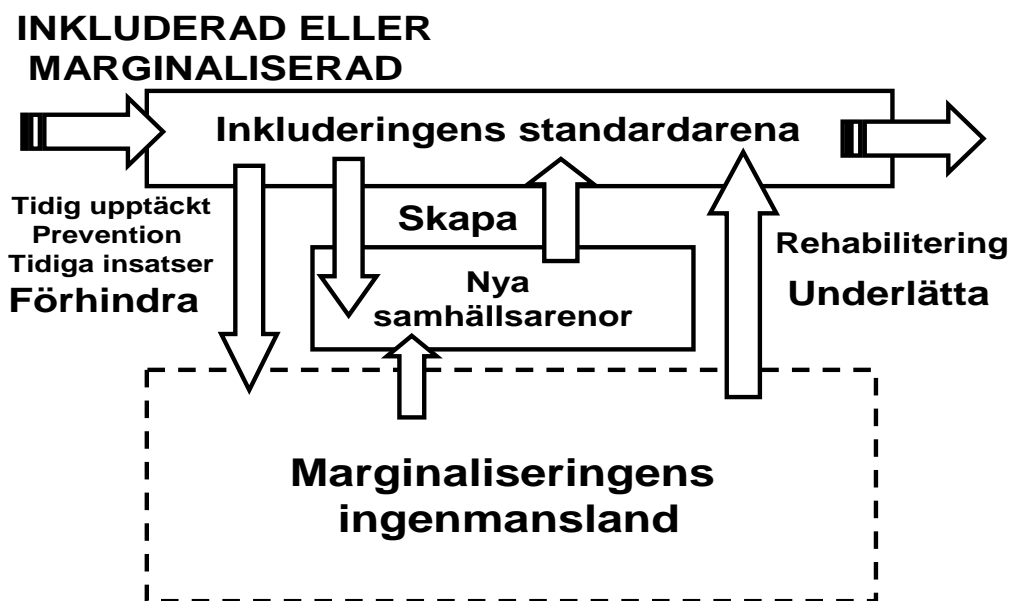 INKLUDERAD ELLER
MARGINALISERAD
Inkluderingens standardarena
Tidig upptäckt
Prevention
Tidiga insatser
Förhindra
Skapa
Nya
samhällsarenor
Rehabilitering
Underlätta
Marginaliseringens
ingenmansland